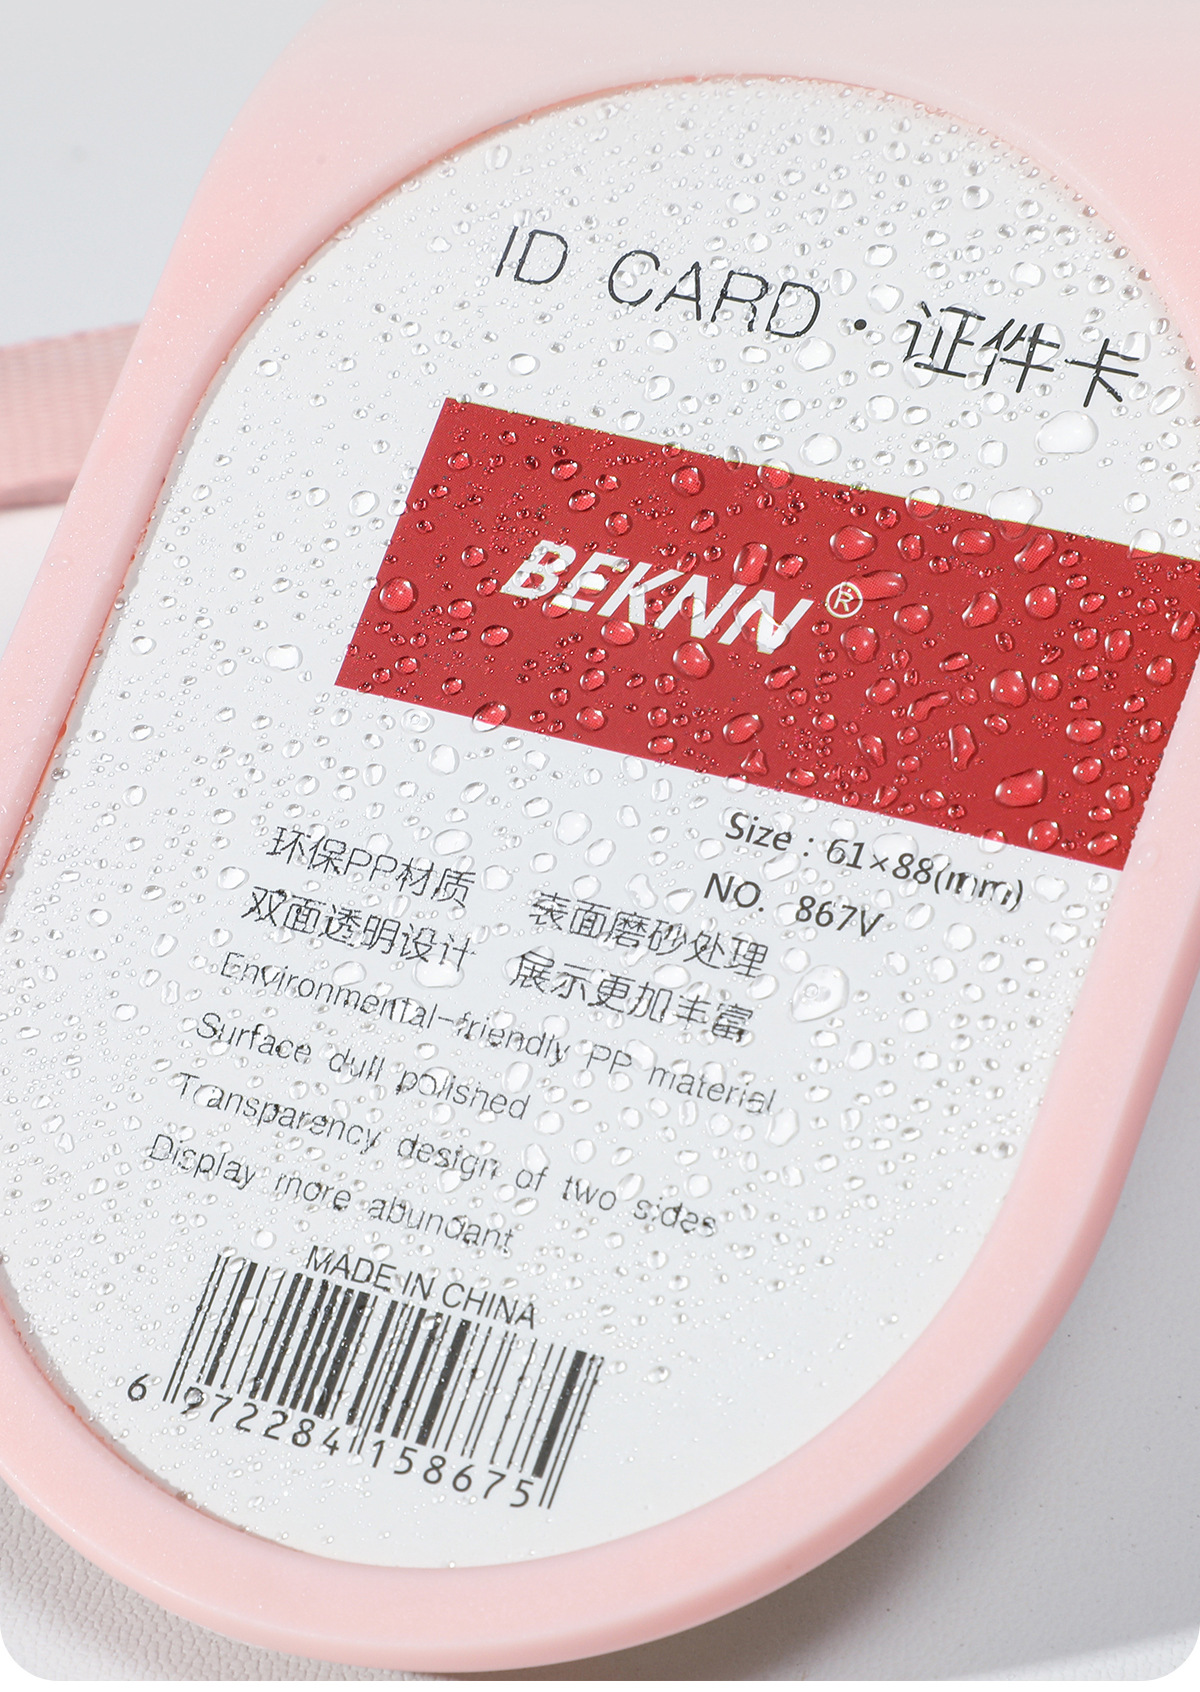 ID CARD · 证件卡
BEKNN®
Size : 61×88(mm)
NO. 867V
环保PP材质 表面磨砂处理
双面透明设计 展示更加丰富
Environmental-friendly PP material
Surface dull polished
Transparency design of two sides
Display more abundant
MADE IN CHINA
6 972284 158675